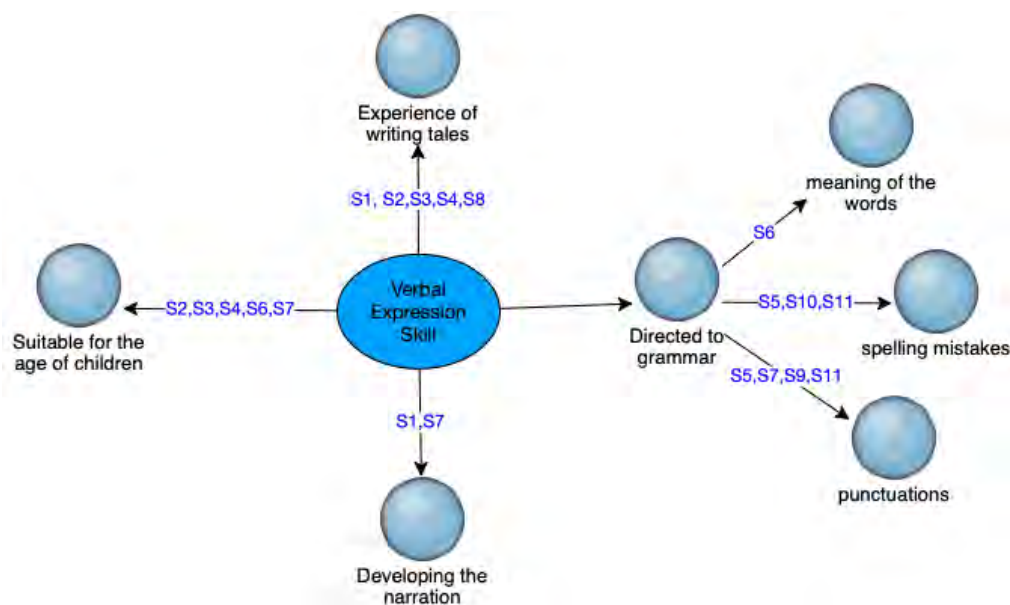 Experience of
writing tales
meaning of the
words
S1, S2,S3,S4,S8
S6
Verbal
Expression
Skill
S2,S3,S4,S6,S7
S5,S10,S11
Suitable for the
age of children
Directed to
grammar
spelling mistakes
S5,S7,S9,S11
S1,S7
punctuations
Developing the
narration